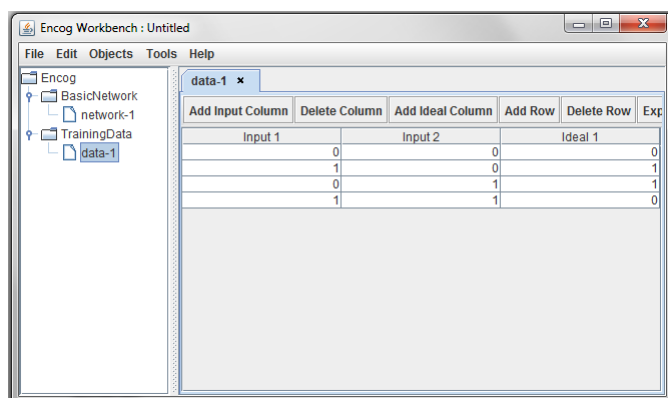 Encog Workbench : Untitled
File Edit Objects Tools Help
Encog
BasicNetwork
network-1
TrainingData
data-1
data-1 ×
Add Input Column Delete Column Add Ideal Column Add Row Delete Row Exp
Input 1 Input 2 Ideal 1
0 0 0
1 0 1
0 1 1
1 1 0